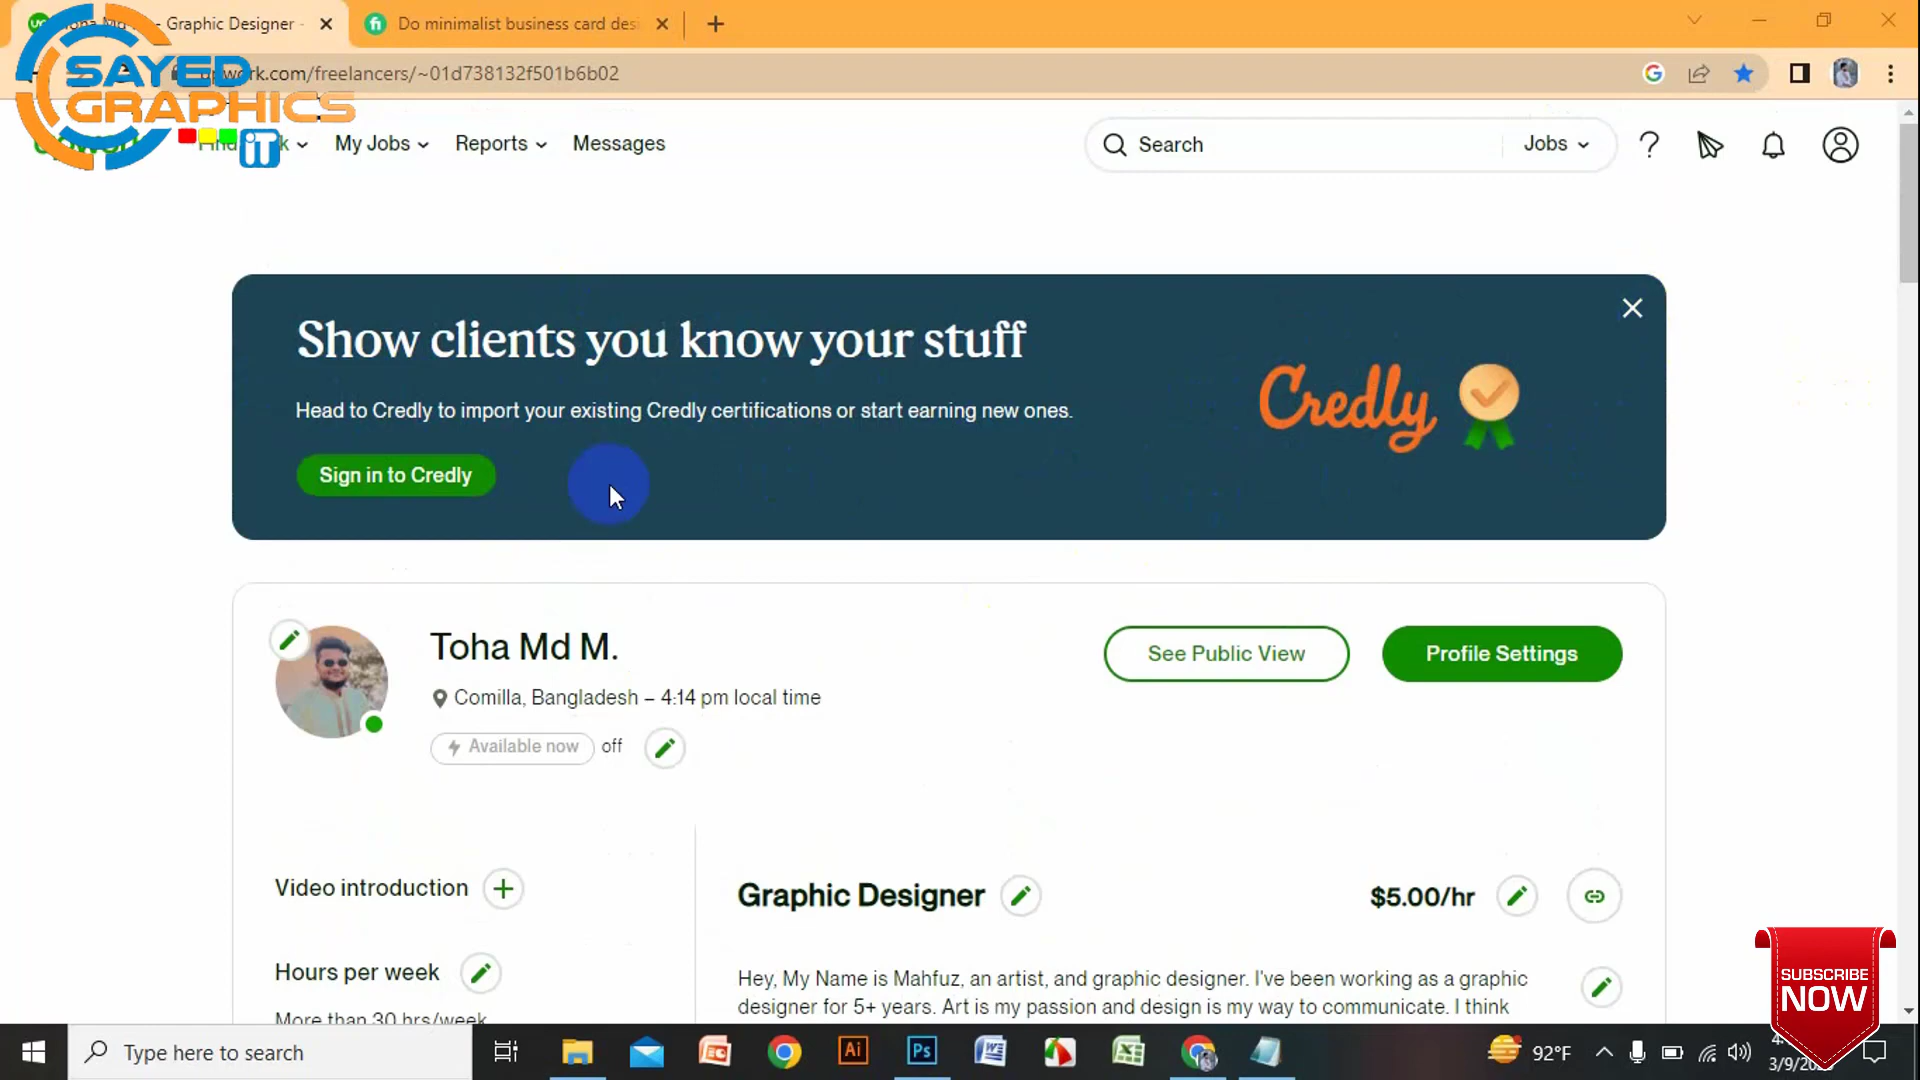 Graphic Designer -
Do minimalist business card desi
SAYED
GRAPHICS
iT
upwork.com/freelancers/~01d738132f501b6b02
My Jobs
Reports
Messages
Search
Jobs
Show clients you know your stuff
Head to Credly to import your existing Credly certifications or start earning new ones.
Sign in to Credly
Credly
Toha Md M.
See Public View
Profile Settings
Comilla, Bangladesh – 4:14 pm local time
Available now off
Video introduction
Graphic Designer
$5.00/hr
Hours per week
More than 30 hrs/week
Hey, My Name is Mahfuz, an artist, and graphic designer. I've been working as a graphic
designer for 5+ years. Art is my passion and design is my way to communicate. I think
SUBSCRIBE
NOW
Type here to search
Ai
Ps
92°F